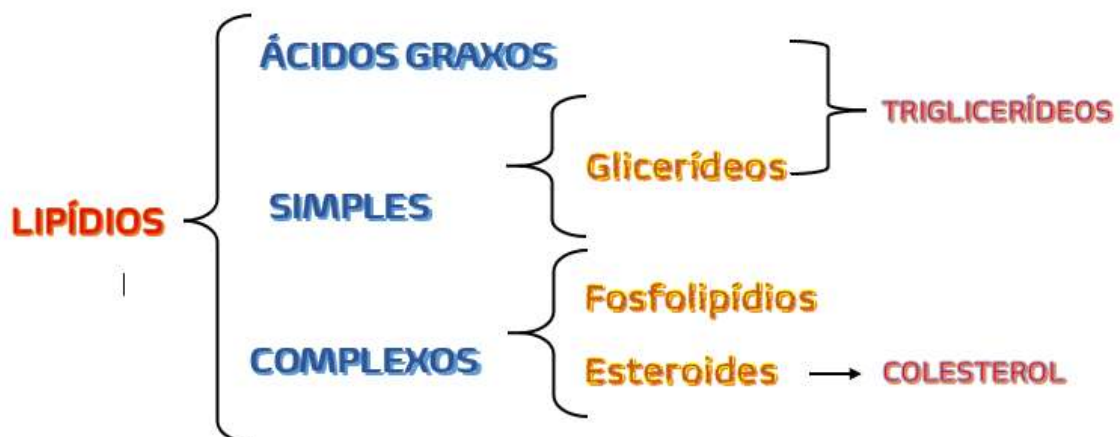 ÁCIDOS GRAXOS
TRIGLICERÍDEOS
Glicerídeos
SIMPLES
LIPÍDIOS
Fosfolipídios
COMPLEXOS
Esteroides
COLESTEROL